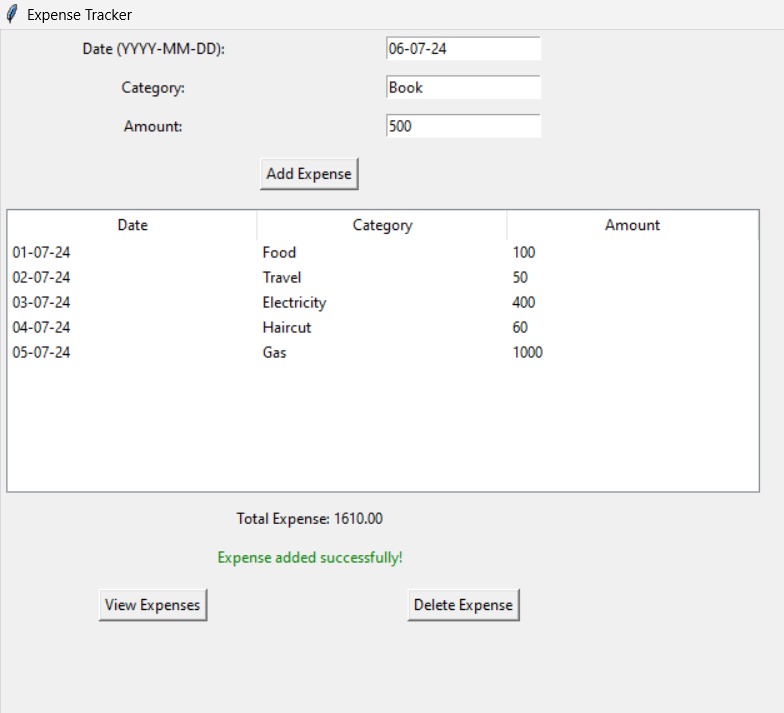 Expense Tracker
Date (YYYY-MM-DD): 06-07-24
Category: Book
Amount: 500
Add Expense
Date Category Amount
01-07-24 Food 100
02-07-24 Travel 50
03-07-24 Electricity 400
04-07-24 Haircut 60
05-07-24 Gas 1000
Total Expense: 1610.00
Expense added successfully!
View Expenses Delete Expense